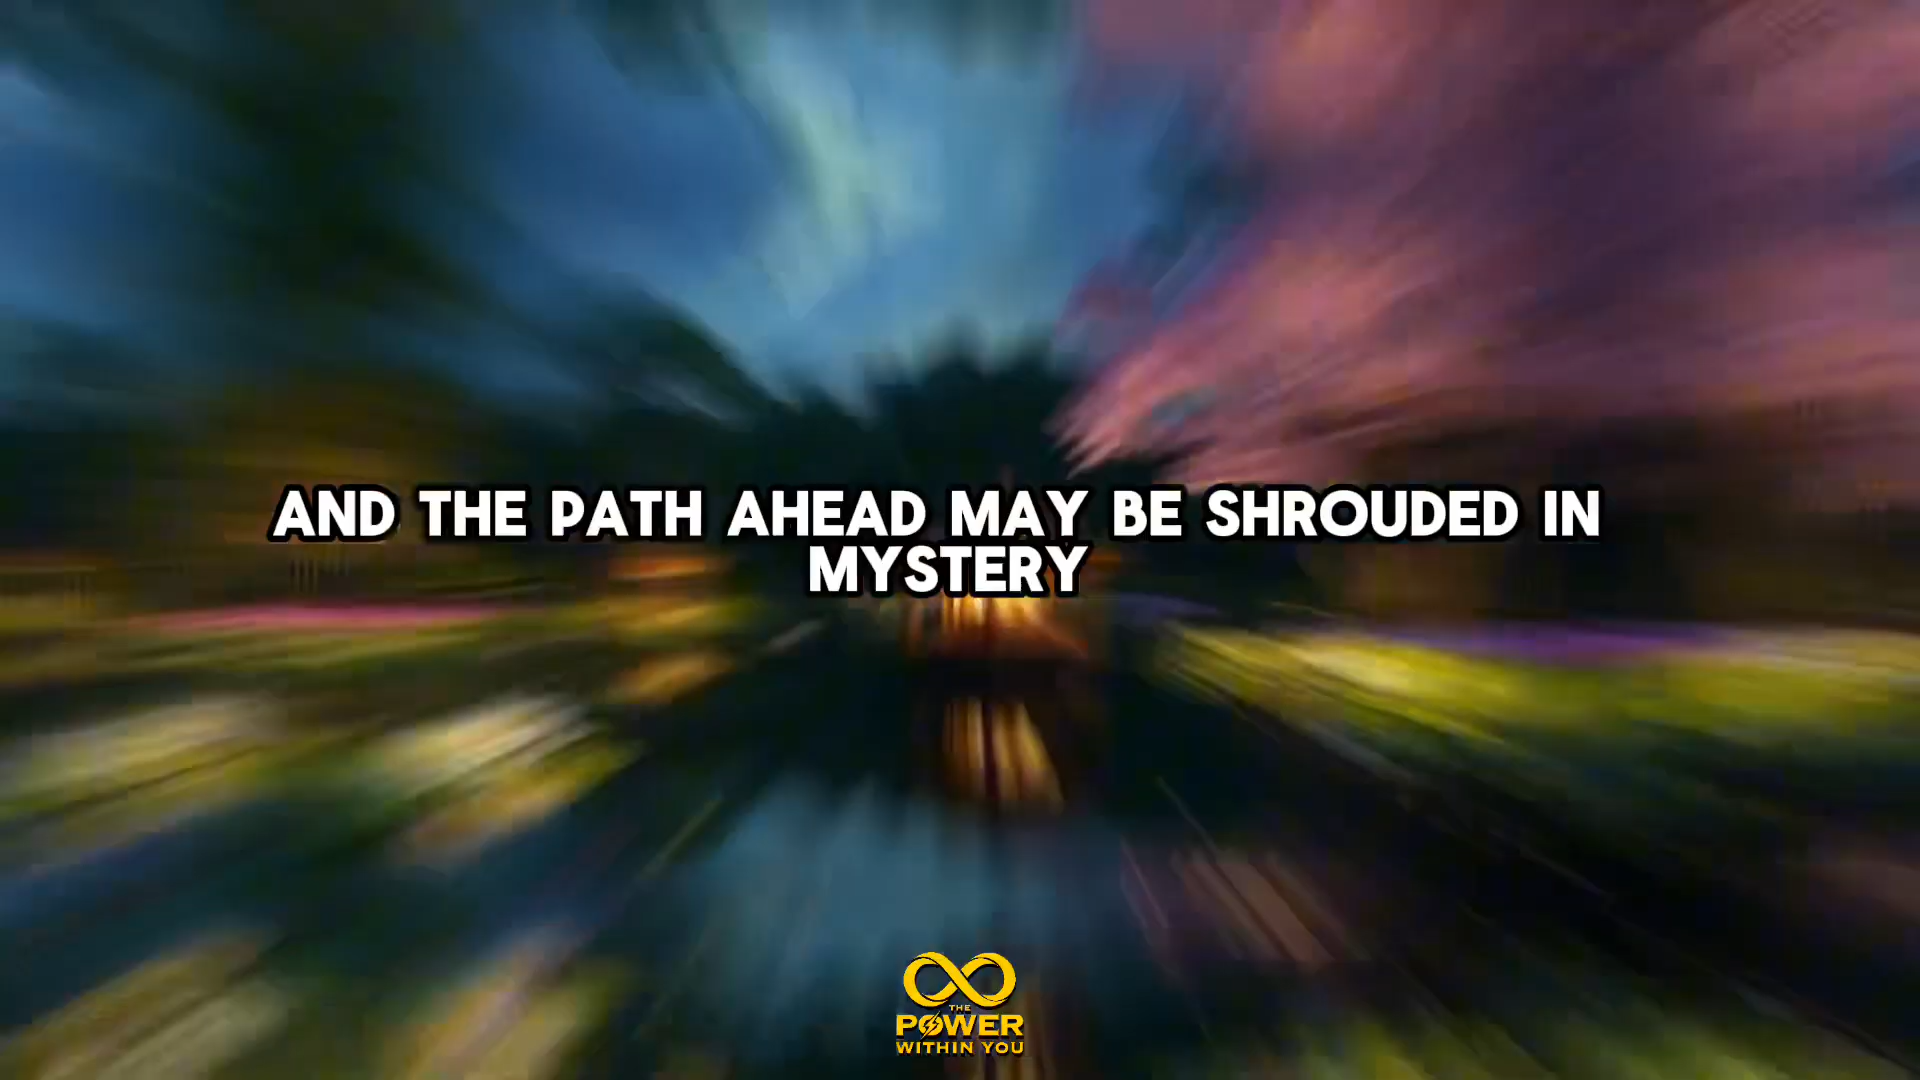 AND THE PATH AHEAD MAY BE SHROUDED IN
MYSTERY
THE
POWER
WITHIN YOU